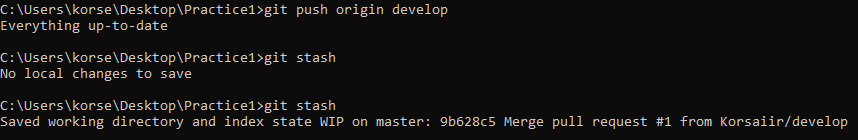 C:\Users\korse\Desktop\Practice1>git push origin develop
Everything up-to-date
C:\Users\korse\Desktop\Practice1>git stash
No local changes to save
C:\Users\korse\Desktop\Practice1>git stash
Saved working directory and index state WIP on master: 9b628c5 Merge pull request #1 from Korsaiir/develop